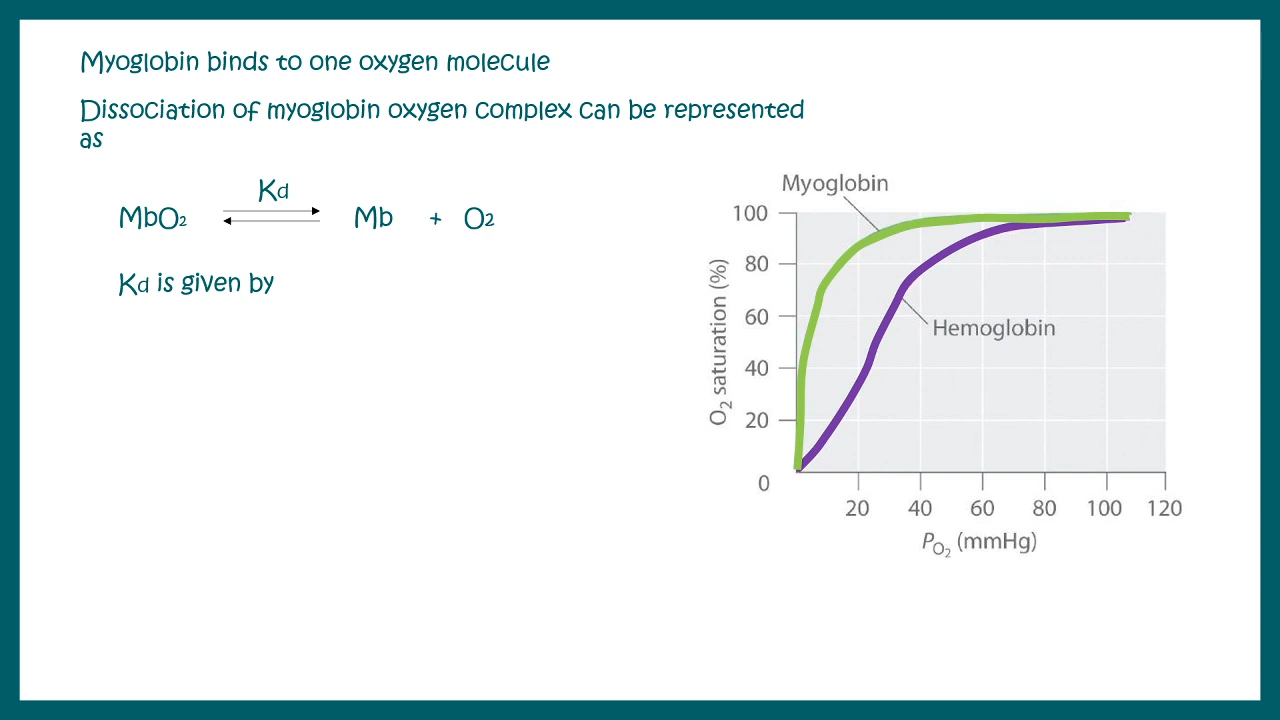 Myoglobin binds to one oxygen molecule
Dissociation of myoglobin oxygen complex can be represented
as
Kd
MbO2 Mb + O2
Kd is given by
Myoglobin
100
80
60
40
20
0
O2 saturation (%)
Hemoglobin
20 40 60 80 100 120
PO2 (mmHg)